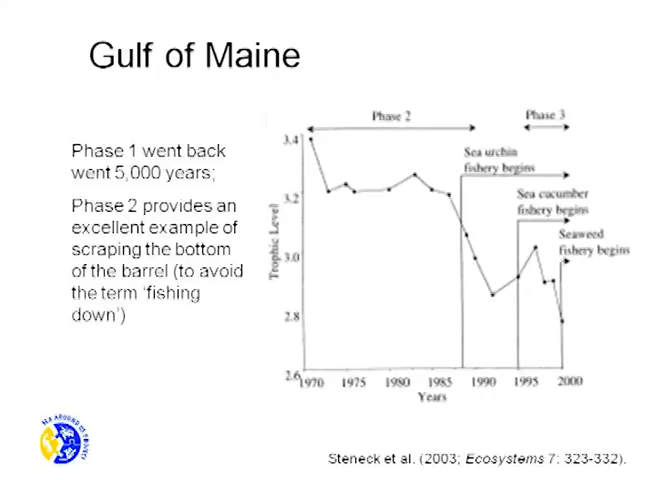 Gulf of Maine
Phase 1 went back
went 5,000 years;
Phase 2 provides an
excellent example of
scraping the bottom
of the barrel (to avoid
the term ‘fishing
down’)
Phase 2
Phase 3
3.4
3.2
3.0
2.8
2.6
Trophic Level
Sea urchin
fishery begins
Sea cucumber
fishery begins
Seaweed
fishery begins
1970 1975 1980 1985 1990 1995 2000
Years
Steneck et al. (2003; Ecosystems 7: 323-332).